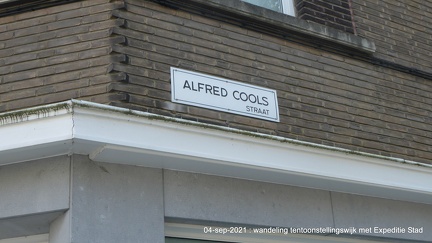 ALFRED COOLS
STRAAT
04-sep-2021 : wandeling tentoonstellingswijk met Expeditie Stad